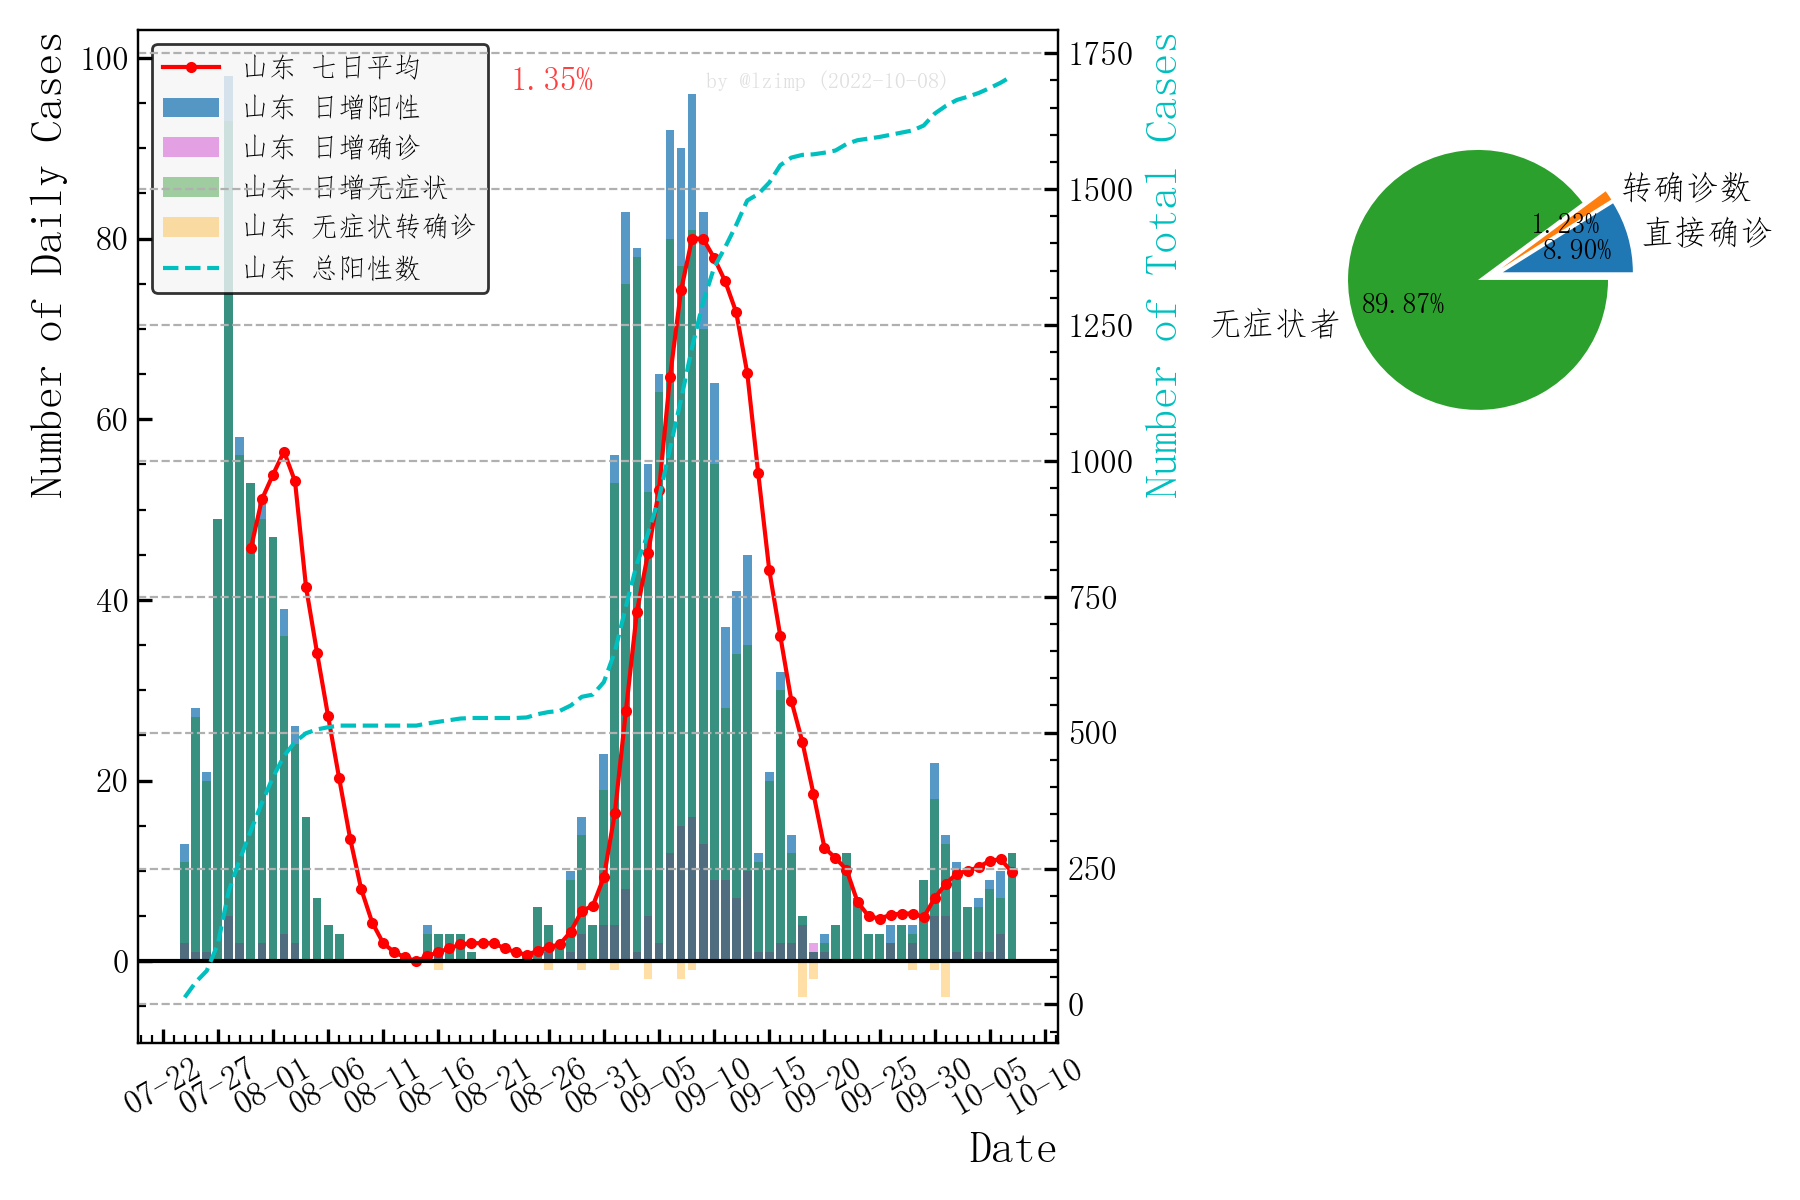 Number of Daily Cases
100
80
60
40
20
0
山东 七日平均
山东 日增阳性
山东 日增确诊
山东 日增无症状
山东 无症状转确诊
山东 总阳性数
1.35%
by @lzimp (2022-10-08)
1750
1500
1250
1000
750
500
250
0
Number of Total Cases
07-22
07-27
08-01
08-06
08-11
08-16
08-21
08-26
08-31
09-05
09-10
09-15
09-20
09-25
09-30
10-05
10-10
Date
转确诊数
1.23%
直接确诊
8.90%
89.87%
无症状者